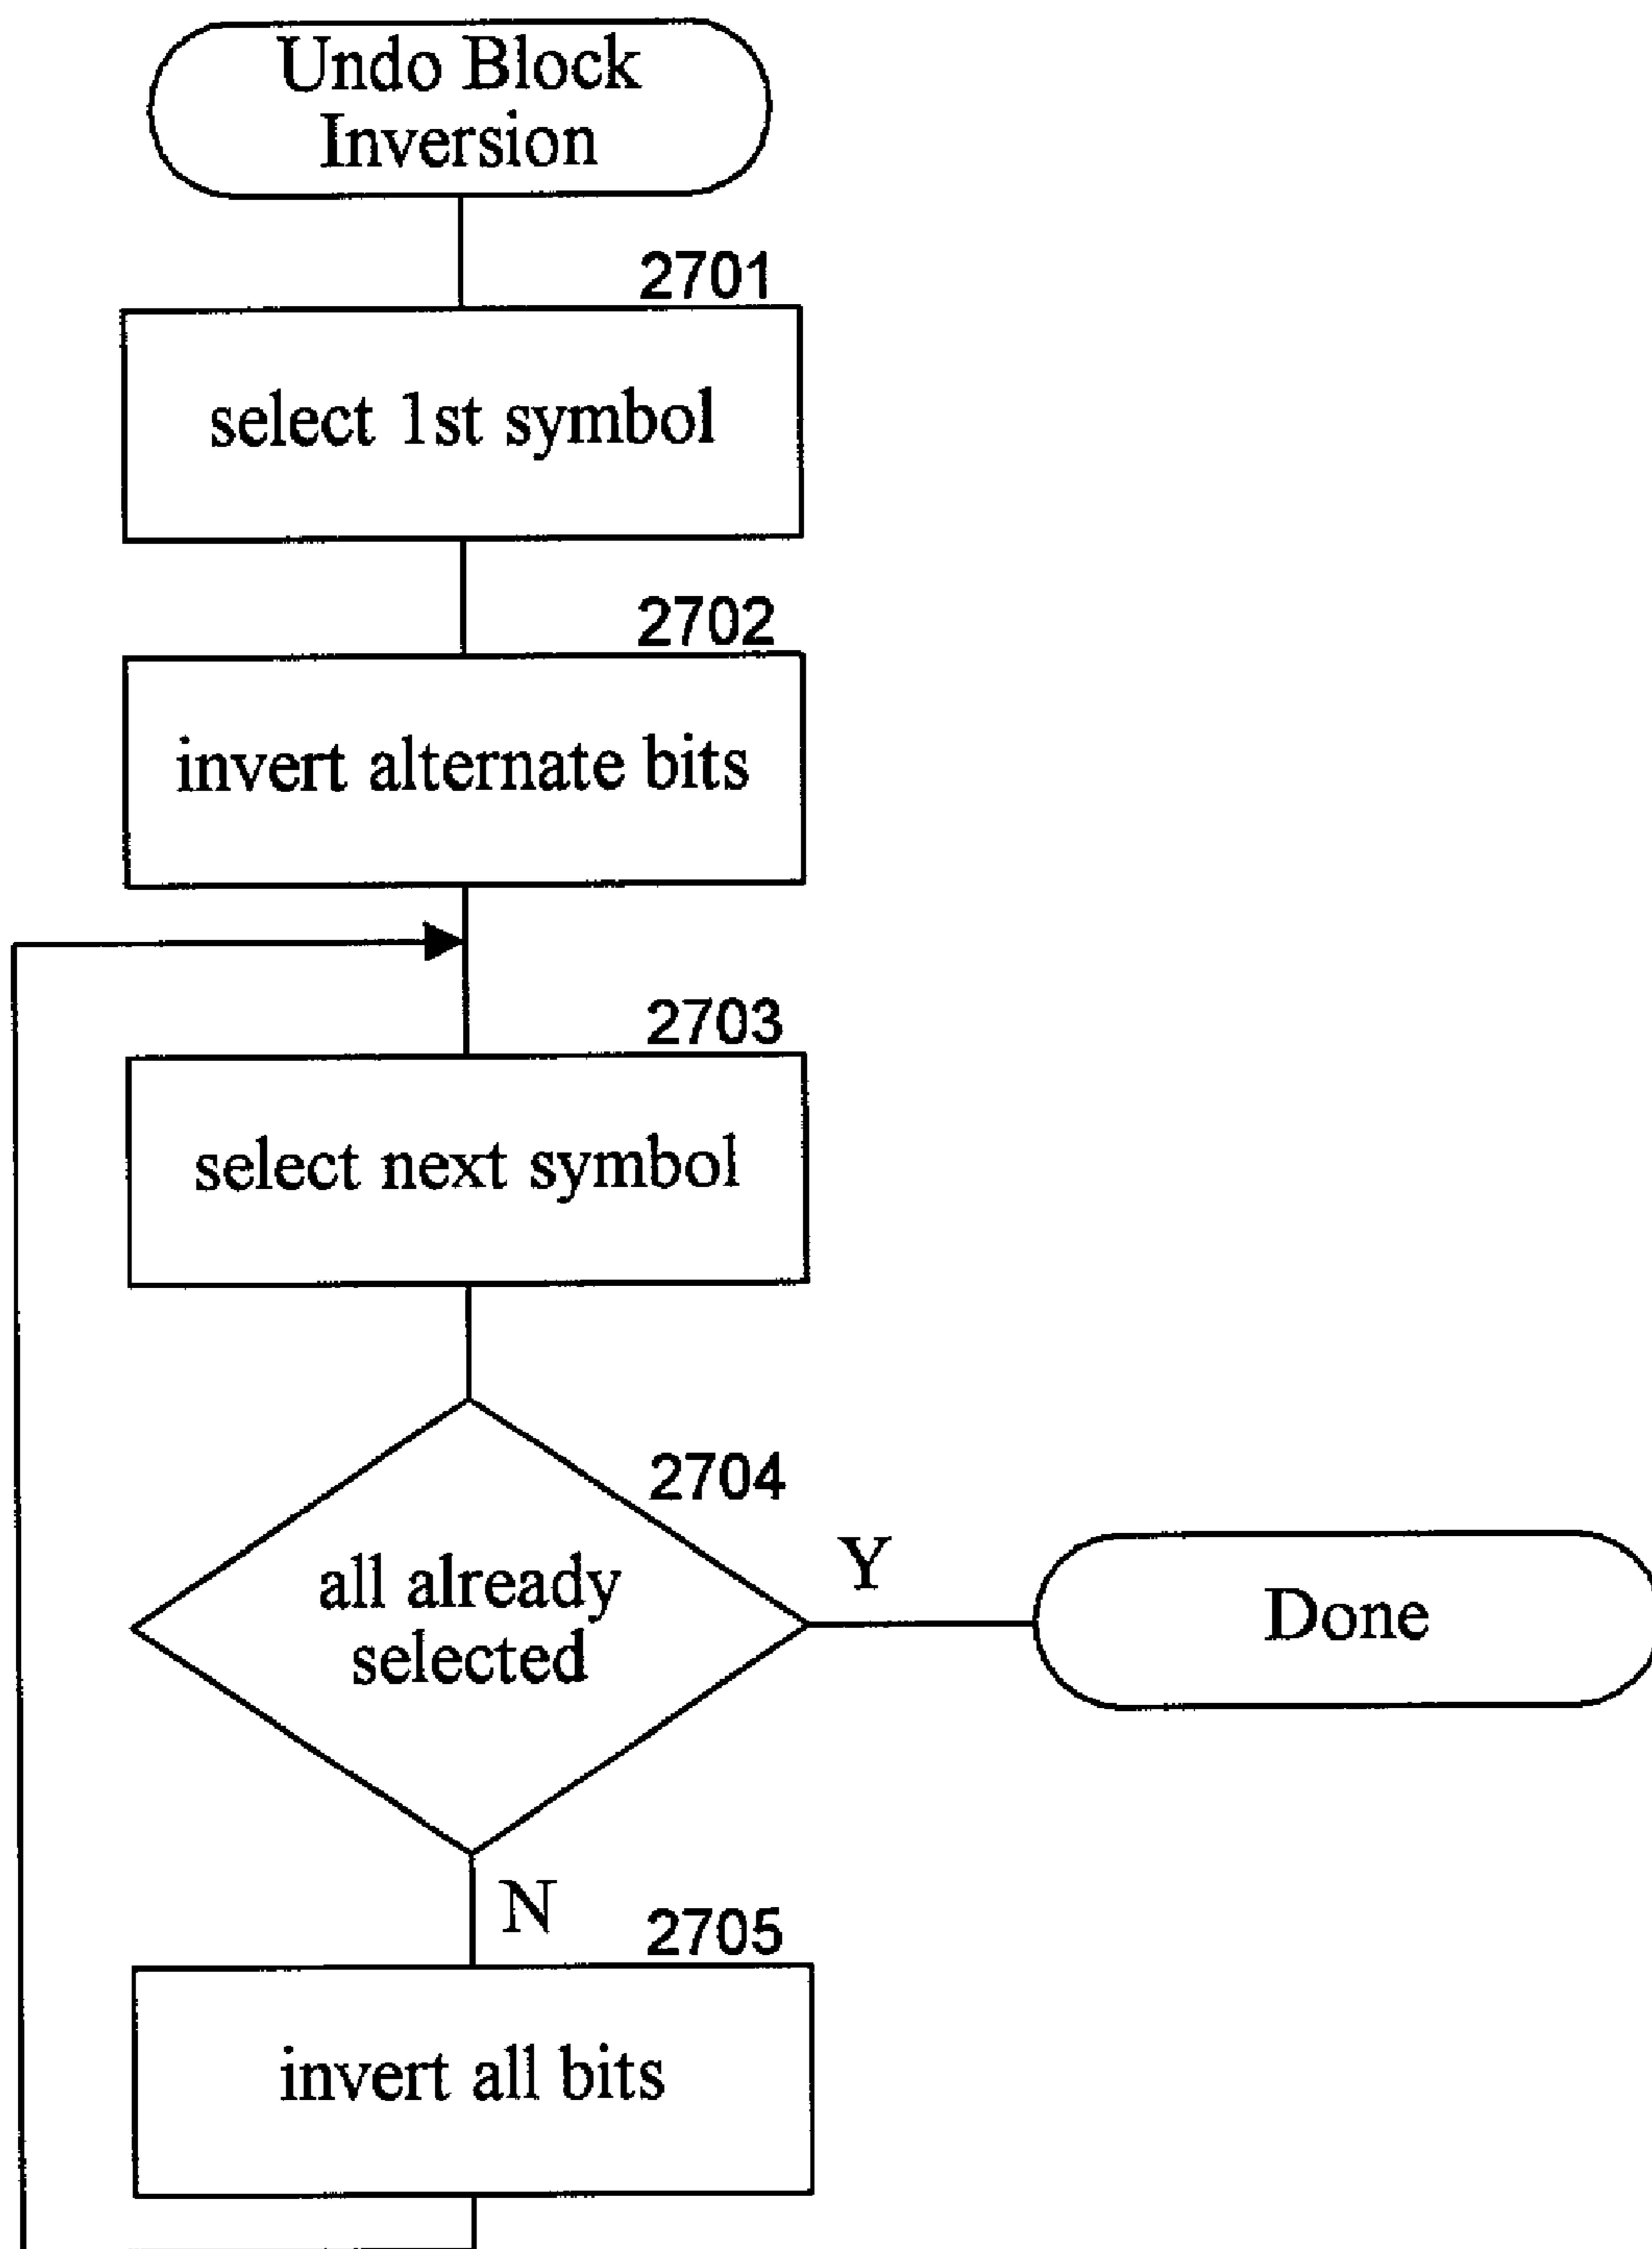 Undo Block
Inversion
2701
select 1st symbol
2702
invert alternate bits
2703
select next symbol
2704
all already
selected
Y
Done
N
2705
invert all bits